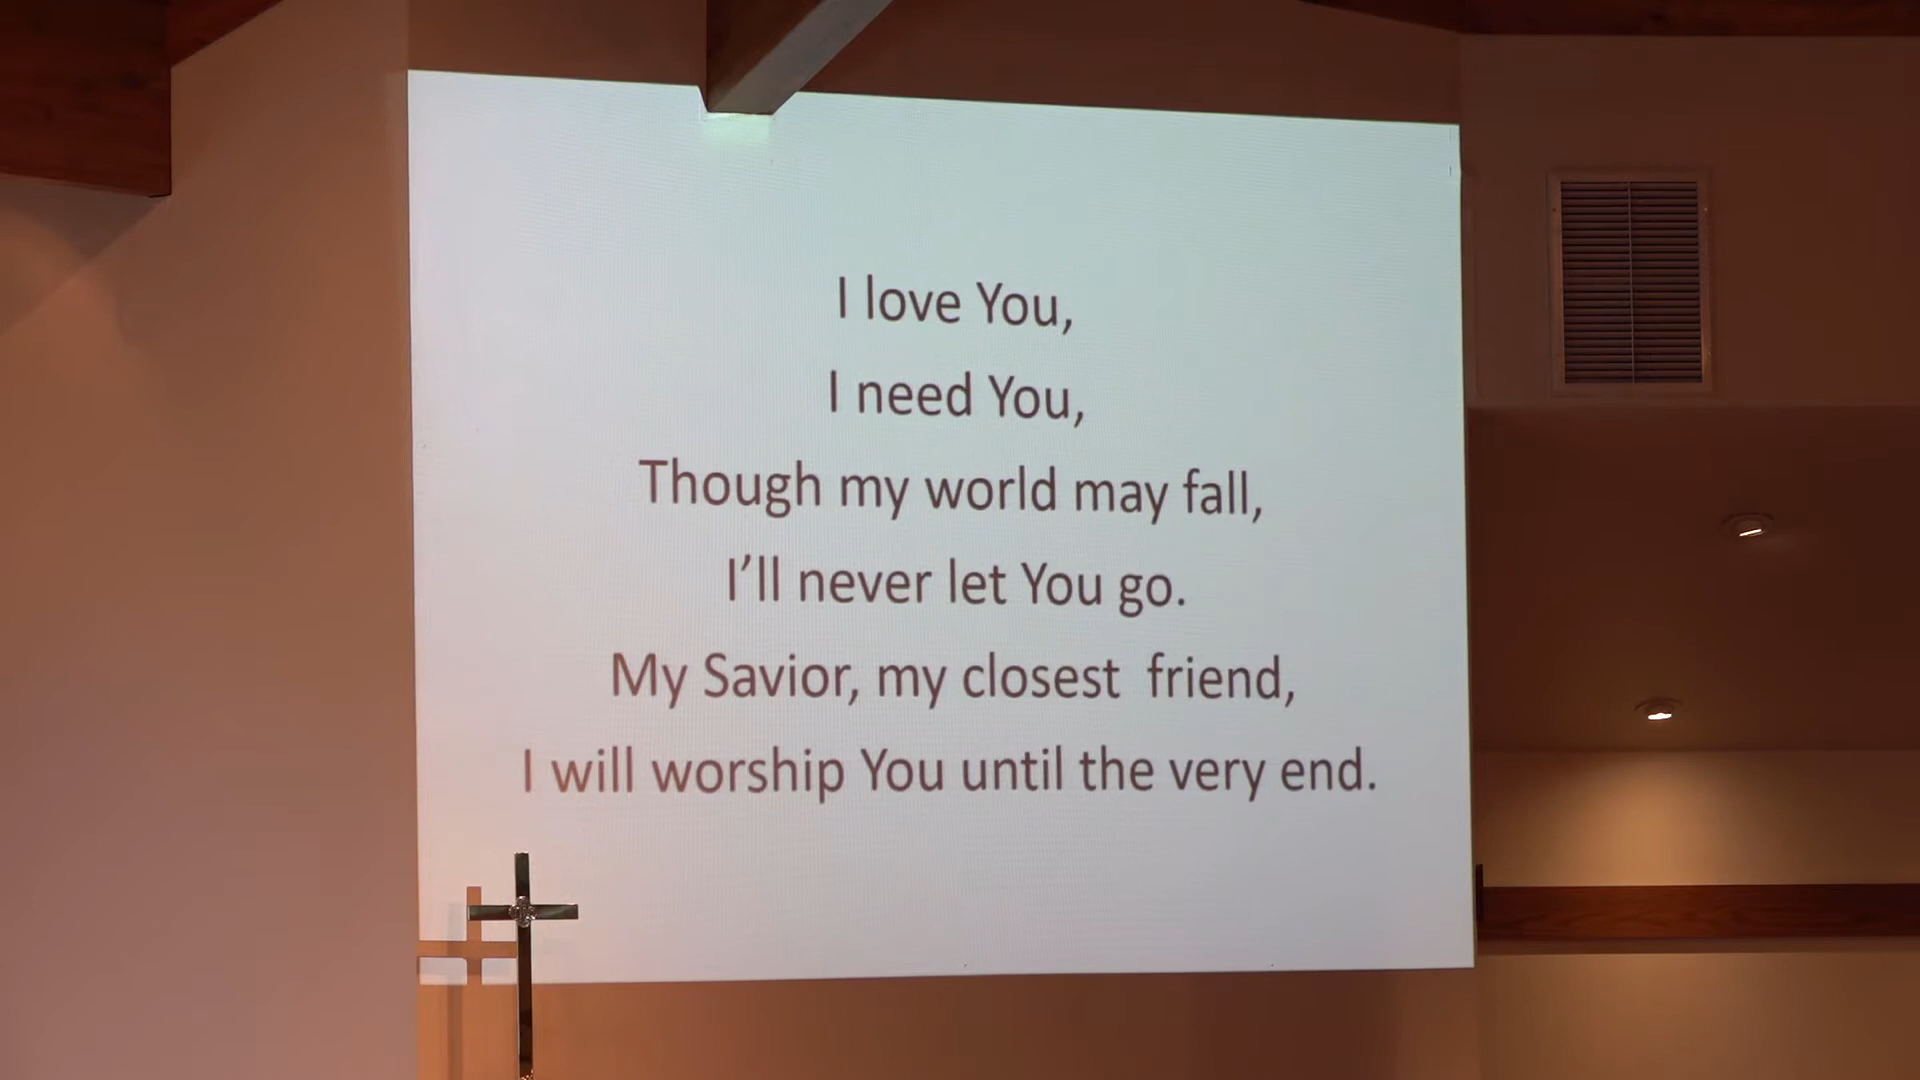 I love You,
I need You,
Though my world may fall,
I’ll never let You go.
My Savior, my closest  friend,
I will worship You until the very end.